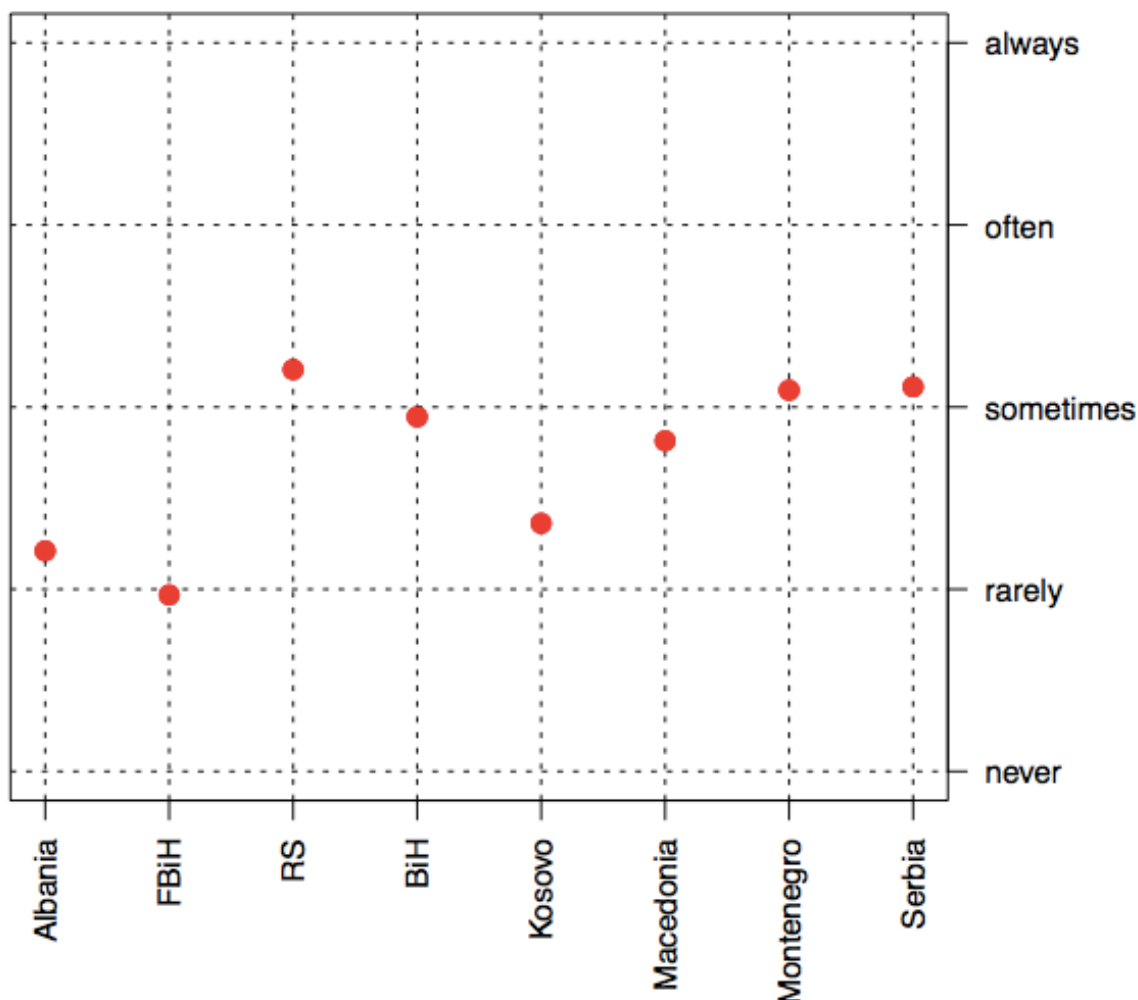 always
often
sometimes
rarely
never
Albania
FBiH
RS
BiH
Kosovo
Macedonia
Montenegro
Serbia